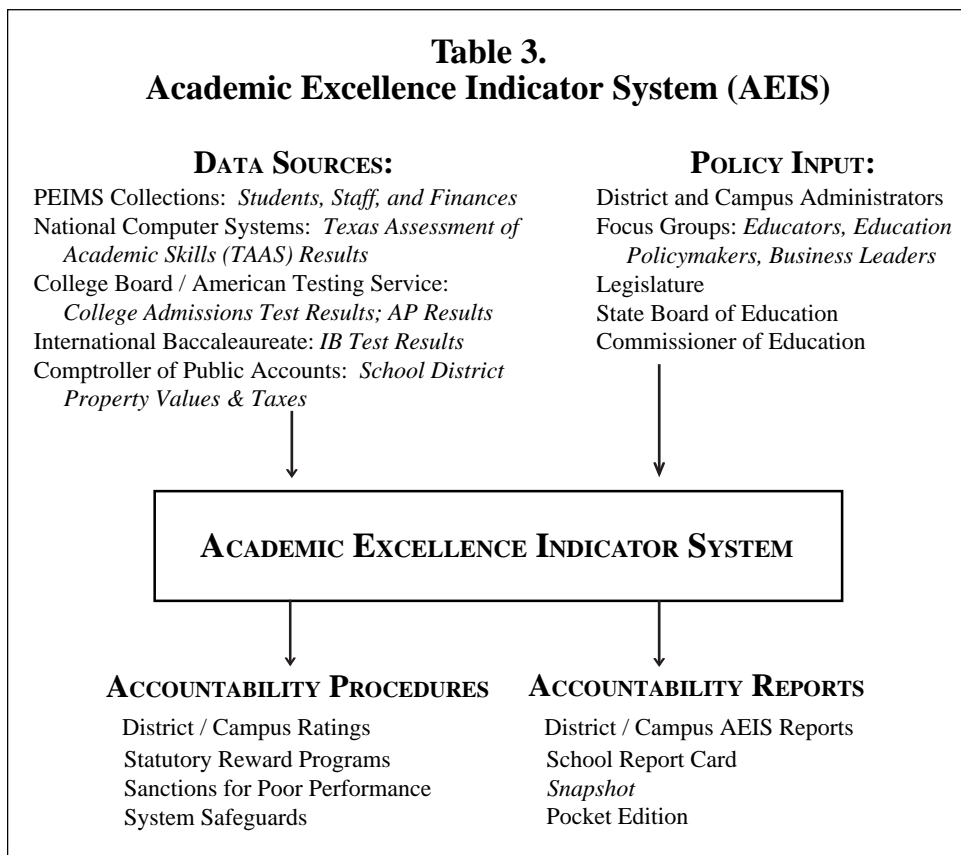 Table 3.
Academic Excellence Indicator System (AEIS)
DATA SOURCES:
PEIMS Collections: Students, Staff, and Finances
National Computer Systems: Texas Assessment of
Academic Skills (TAAS) Results
College Board / American Testing Service:
College Admissions Test Results; AP Results
International Baccaleaureate: IB Test Results
Comptroller of Public Accounts: School District
Property Values & Taxes
POLICY INPUT:
District and Campus Administrators
Focus Groups: Educators, Education
Policymakers, Business Leaders
Legislature
State Board of Education
Commissioner of Education
ACADEMIC EXCELLENCE INDICATOR SYSTEM
ACCOUNTABILITY PROCEDURES
District / Campus Ratings
Statutory Reward Programs
Sanctions for Poor Performance
System Safeguards
ACCOUNTABILITY REPORTS
District / Campus AEIS Reports
School Report Card
Snapshot
Pocket Edition